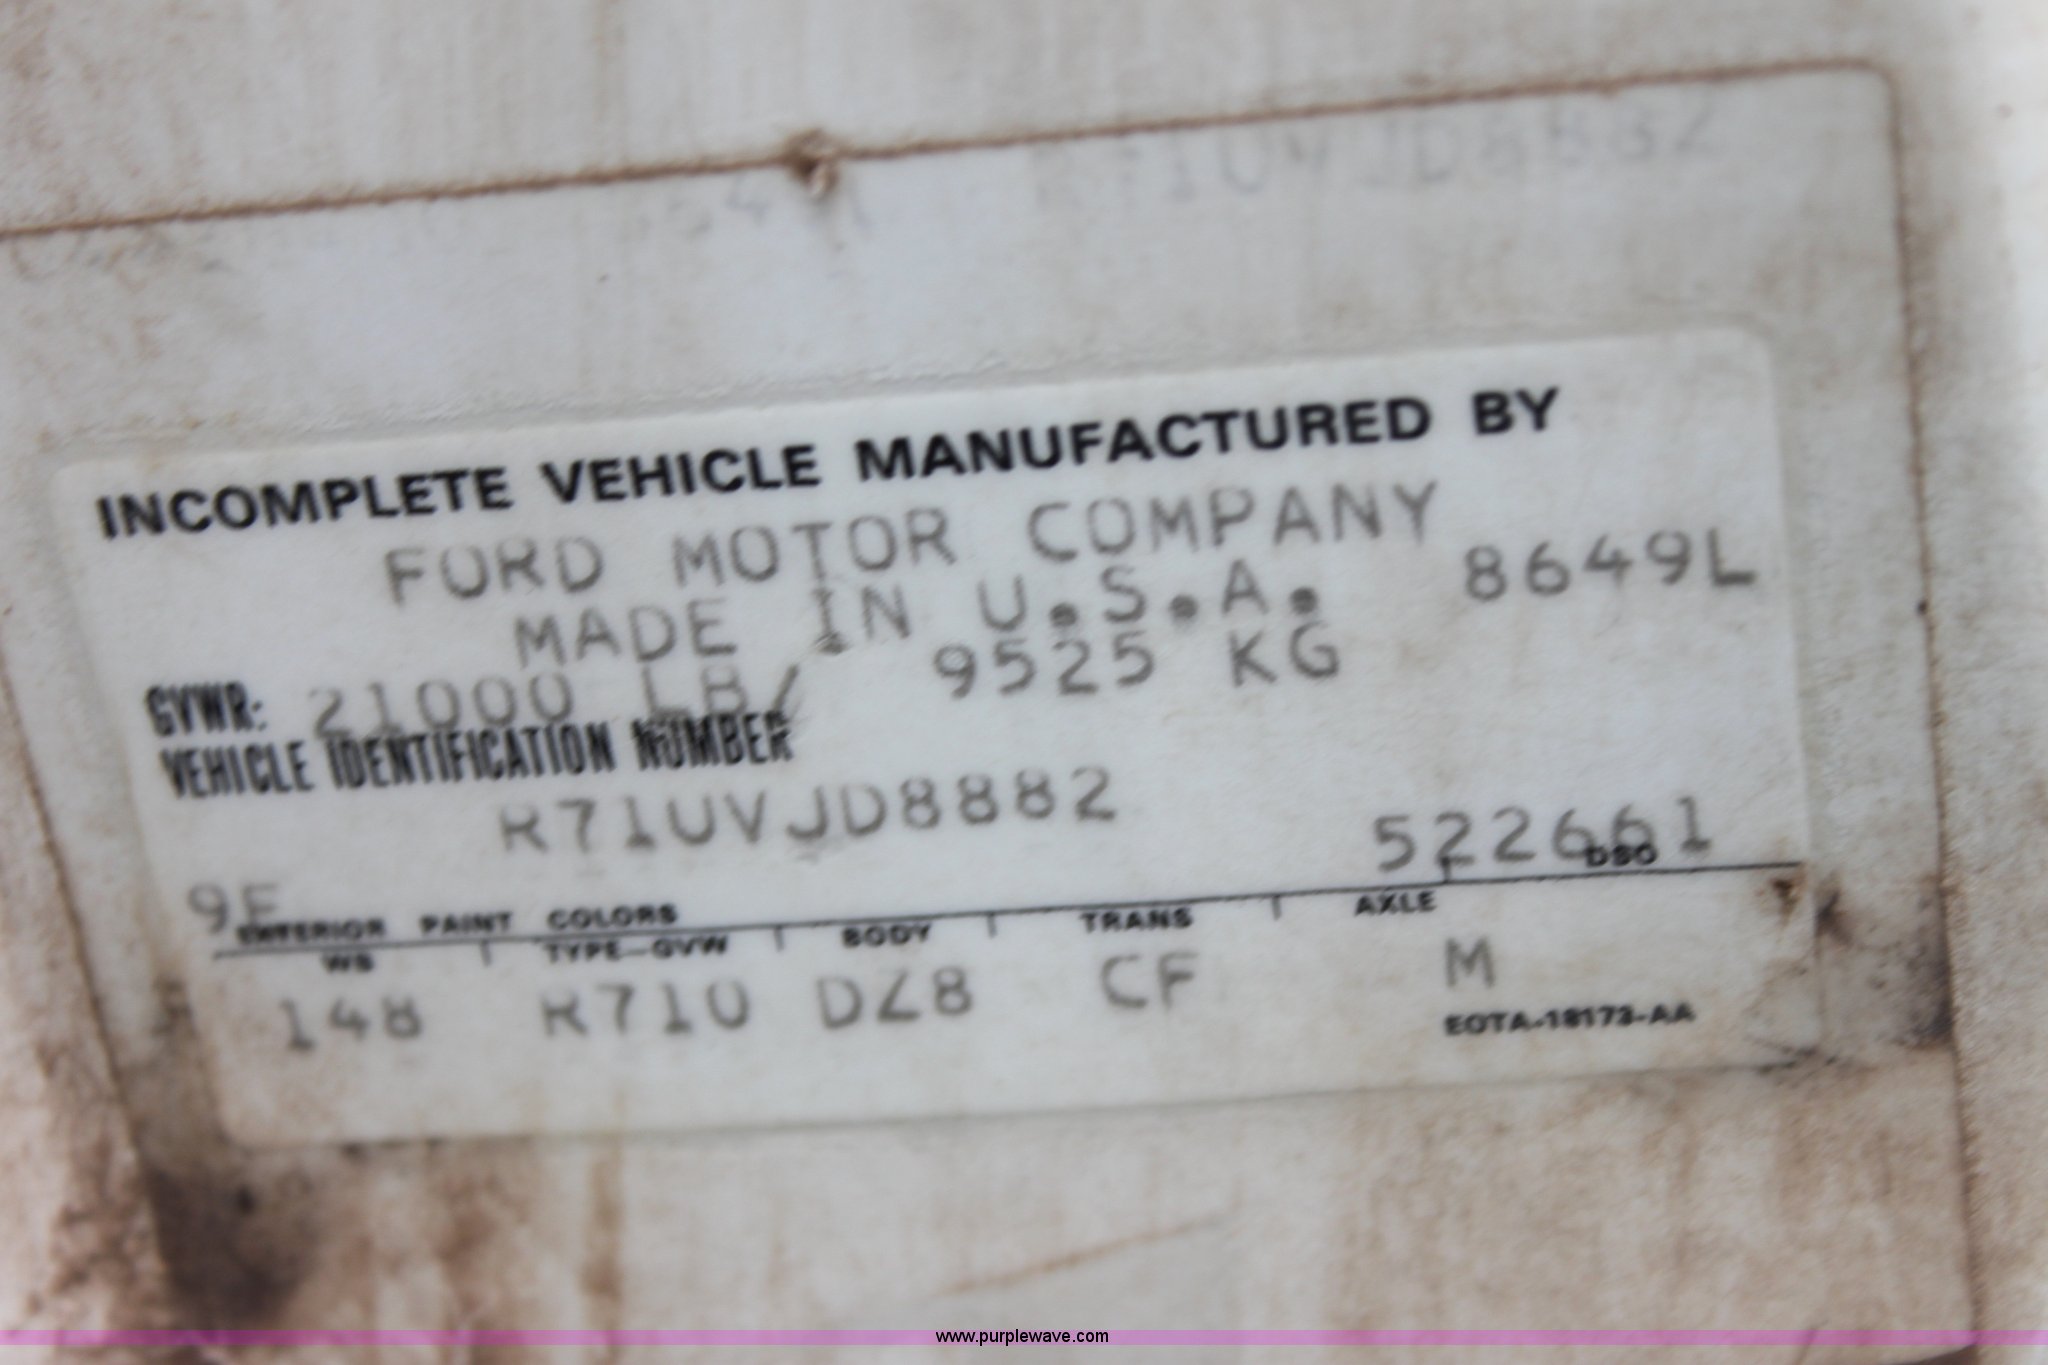 INCOMPLETE VEHICLE MANUFACTURED BY
FORD MOTOR COMPANY
MADE IN U.S.A. 8649L
GVWR: 21000 LB/ 9525 KG
VEHICLE IDENTIFICATION NUMBER
R71UVJD8882 522661
9E DSO
EXTERIOR PAINT COLORS
WB TYPE-GVW BODY TRANS AXLE
148 R710 DZ8 CF M
EOTA-18173-AA
www.purplewave.com